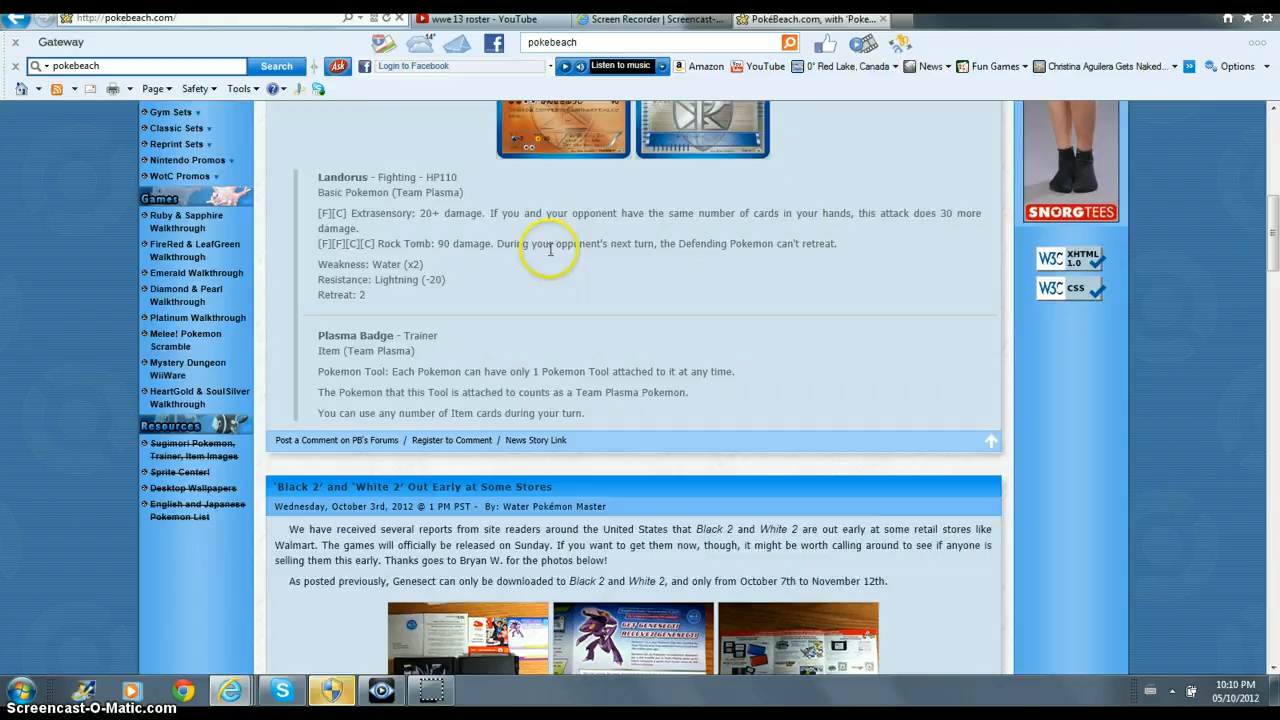 http://pokebeach.com/
wwe 13 roster - YouTube
Screen Recorder | Screencast-...
PokéBeach.com, with 'Poke...
Gateway
14°
pokebeach
pokebeach
Search
Ask
Login to Facebook
Listen to music
Amazon
YouTube
0° Red Lake, Canada
News
Fun Games
Christina Aguilera Gets Naked...
Options
Page
Safety
Tools
Gym Sets
Classic Sets
Reprint Sets
Nintendo Promos
WotC Promos
Games
Ruby & Sapphire
Walkthrough
FireRed & LeafGreen
Walkthrough
Emerald Walkthrough
Diamond & Pearl
Walkthrough
Platinum Walkthrough
Melee! Pokemon
Scramble
Mystery Dungeon
WiiWare
HeartGold & SoulSilver
Walkthrough
Resources
Sugimori Pokemon,
Trainer, Item Images
Sprite Center!
Desktop Wallpapers
English and Japanese
Pokemon List
Landorus - Fighting - HP110
Basic Pokemon (Team Plasma)
[F][C] Extrasensory: 20+ damage. If you and your opponent have the same number of cards in your hands, this attack does 30 more
damage.
[F][F][C][C] Rock Tomb: 90 damage. During your opponent's next turn, the Defending Pokemon can't retreat.
Weakness: Water (x2)
Resistance: Lightning (-20)
Retreat: 2
Plasma Badge - Trainer
Item (Team Plasma)
Pokemon Tool: Each Pokemon can have only 1 Pokemon Tool attached to it at any time.
The Pokemon that this Tool is attached to counts as a Team Plasma Pokemon.
You can use any number of Item cards during your turn.
Post a Comment on PB's Forums / Register to Comment / News Story Link
`Black 2′ and `White 2′ Out Early at Some Stores
Wednesday, October 3rd, 2012 @ 1 PM PST - By: Water Pokémon Master
We have received several reports from site readers around the United States that Black 2 and White 2 are out early at some retail stores like
Walmart. The games will officially be released on Sunday. If you want to get them now, though, it might be worth calling around to see if anyone is
selling them this early. Thanks goes to Bryan W. for the photos below!
As posted previously, Genesect can only be downloaded to Black 2 and White 2, and only from October 7th to November 12th.
SNORGTEES
W3C XHTML 1.0
W3C CSS
10:10 PM
05/10/2012
Screencast-O-Matic.com